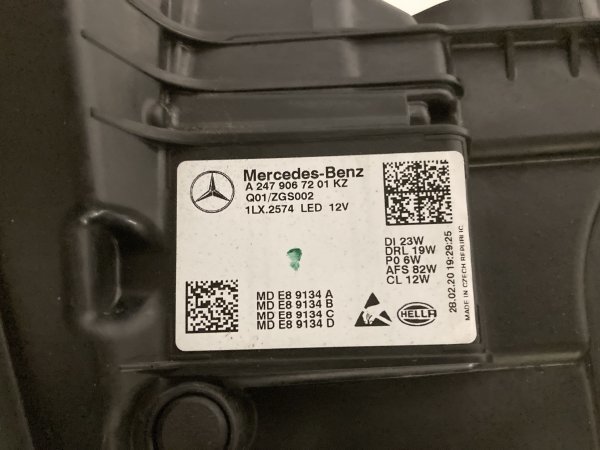 Mercedes-Benz
A 247 906 72 01 KZ
Q01/ZGS002
1LX.2574 LED 12V
DI 23W
DRL 19W
PO 6W
AFS 82W
CL 12W
28.02.20 19:29:25
MADE IN CZECH REPUBLIC
MD E8 9134 A
MD E8 9134 B
MD E8 9134 C
MD E8 9134 D
HELLA